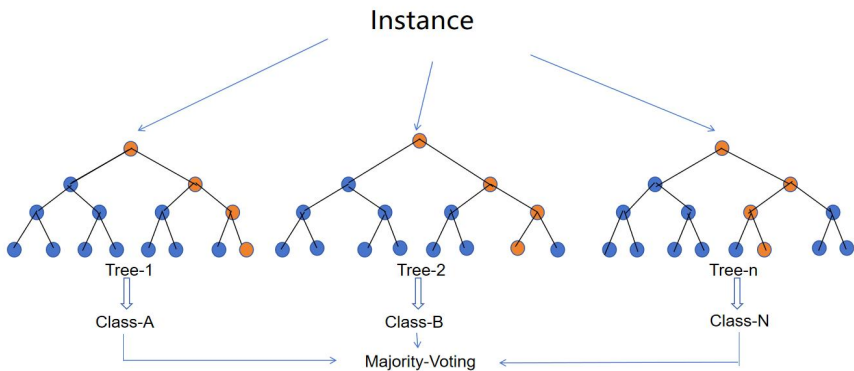 Instance
Tree-1
Tree-2
Tree-n
Class-A
Class-B
Class-N
Majority-Voting